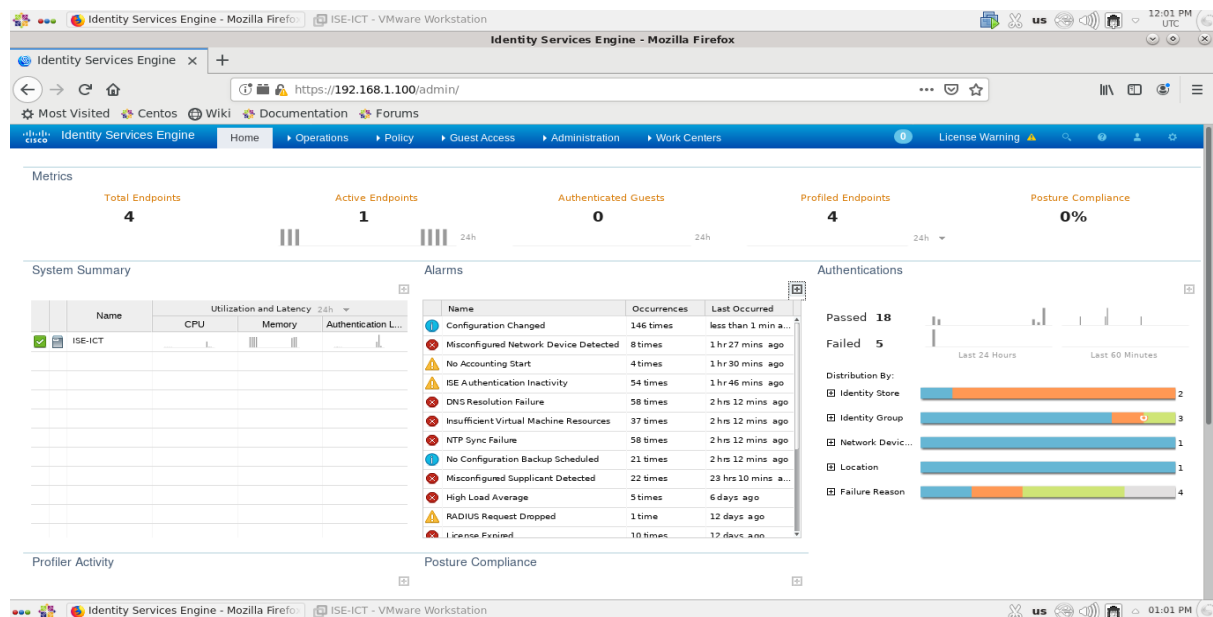 Identity Services Engine - Mozilla Firefo
ISE-ICT - VMware Workstation
us
12:01 PM
UTC
Identity Services Engine - Mozilla Firefox
Identity Services Engine
https://192.168.1.100/admin/
Most Visited Centos Wiki Documentation Forums
cisco Identity Services Engine Home Operations Policy Guest Access Administration Work Centers 0 License Warning
Metrics
Total Endpoints Active Endpoints Authenticated Guests Profiled Endpoints Posture Compliance
4 1 0 4 0%
24h 24h 24h
System Summary
Name
Utilization and Latency 24h
CPU Memory Authentication L...
ISE-ICT
Alarms
Name Occurrences Last Occurred
Configuration Changed 146 times less than 1 min a...
Misconfigured Network Device Detected 8 times 1 hr 27 mins ago
No Accounting Start 4 times 1 hr 30 mins ago
ISE Authentication Inactivity 54 times 1 hr 46 mins ago
DNS Resolution Failure 58 times 2 hrs 12 mins ago
Insufficient Virtual Machine Resources 37 times 2 hrs 12 mins ago
NTP Sync Failure 58 times 2 hrs 12 mins ago
No Configuration Backup Scheduled 21 times 2 hrs 12 mins ago
Misconfigured Supplicant Detected 22 times 23 hrs 10 mins a...
High Load Average 5 times 6 days ago
RADIUS Request Dropped 1 time 12 days ago
License Expired 10 times 12 days ago
Authentications
Passed 18
Failed 5
Last 24 Hours Last 60 Minutes
Distribution By:
Identity Store 2
Identity Group 3
Network Devic... 1
Location 1
Failure Reason 4
Profiler Activity
Posture Compliance
Identity Services Engine - Mozilla Firefo
ISE-ICT - VMware Workstation
us
01:01 PM